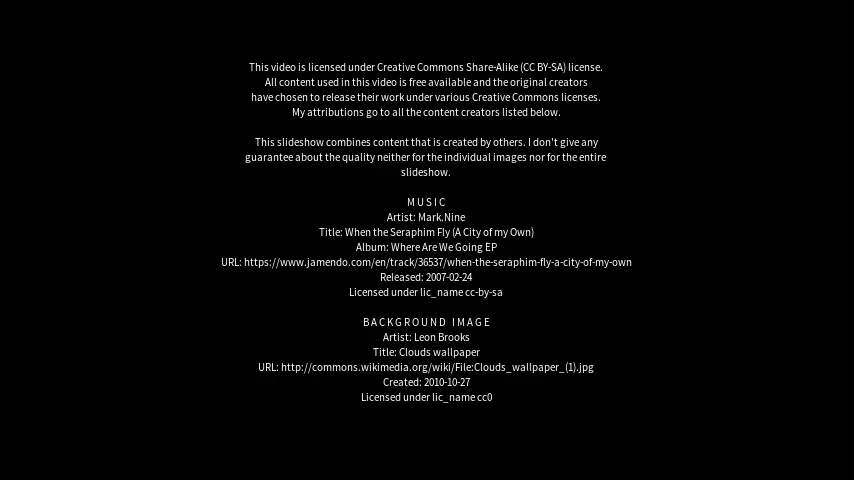 This video is licensed under Creative Commons Share-Alike (CC BY-SA) license.
All content used in this video is free available and the original creators
have chosen to release their work under various Creative Commons licenses.
My attributions go to all the content creators listed below.
This slideshow combines content that is created by others. I don't give any
guarantee about the quality neither for the individual images nor for the entire
slideshow.
M U S I C
Artist: Mark.Nine
Title: When the Seraphim Fly (A City of my Own)
Album: Where Are We Going EP
URL: https://www.jamendo.com/en/track/36537/when-the-seraphim-fly-a-city-of-my-own
Released: 2007-02-24
Licensed under lic_name cc-by-sa
B A C K G R O U N D   I M A G E
Artist: Leon Brooks
Title: Clouds wallpaper
URL: http://commons.wikimedia.org/wiki/File:Clouds_wallpaper_(1).jpg
Created: 2010-10-27
Licensed under lic_name cc0